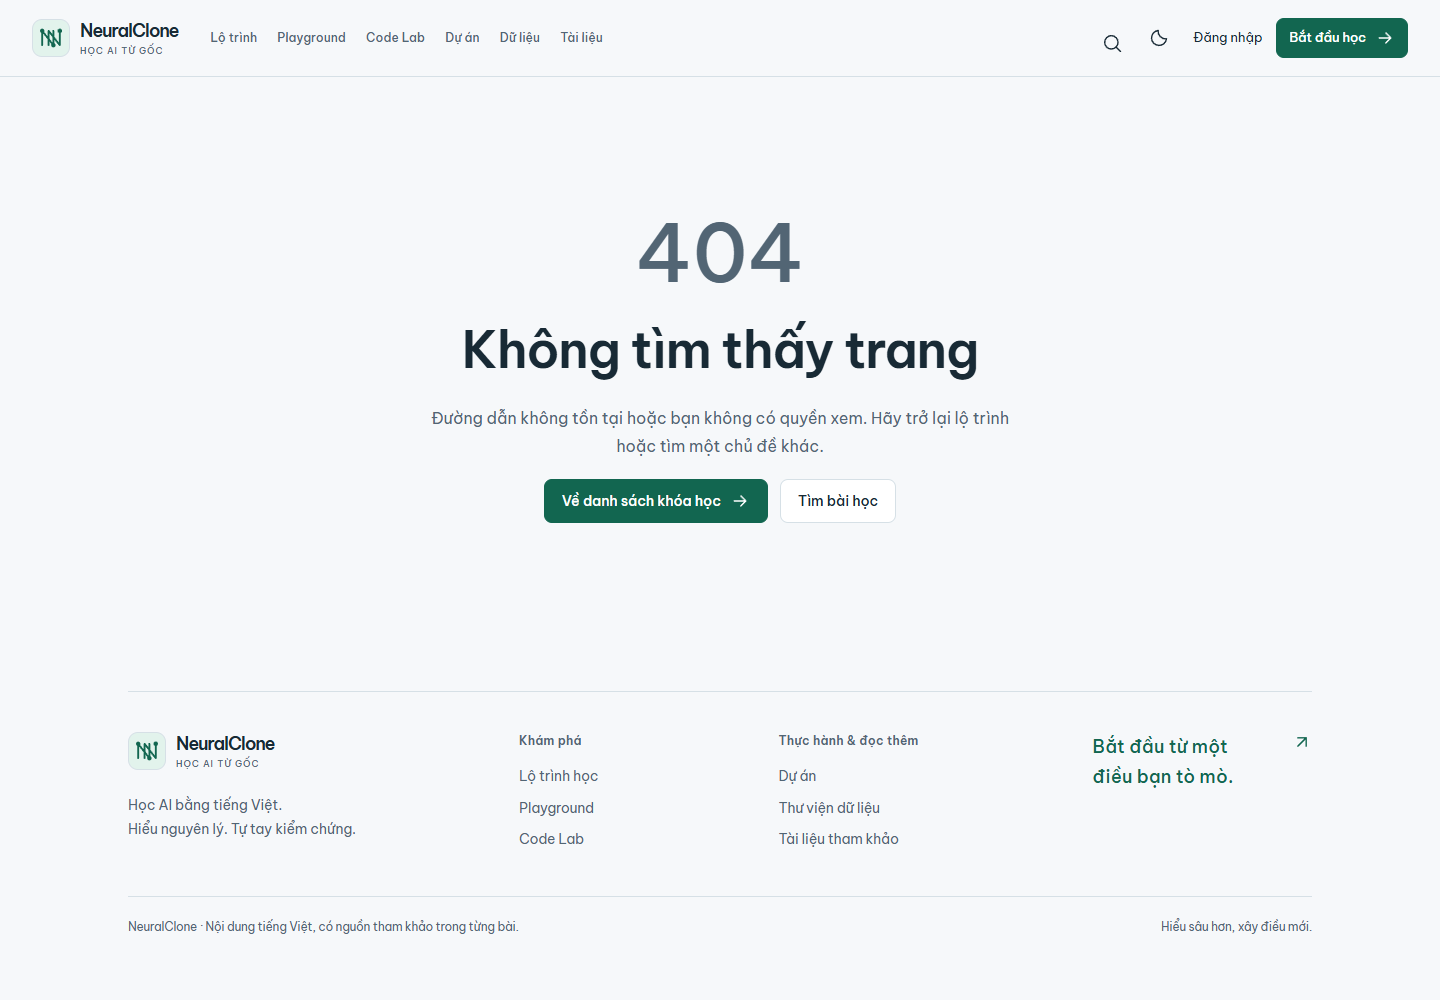 NeuralClone
HỌC AI TỪ GỐC
Lộ trình
Playground
Code Lab
Dự án
Dữ liệu
Tài liệu
Đăng nhập
Bắt đầu học
404
Không tìm thấy trang
Đường dẫn không tồn tại hoặc bạn không có quyền xem. Hãy trở lại lộ trình
hoặc tìm một chủ đề khác.
Về danh sách khóa học
Tìm bài học
NeuralClone
HỌC AI TỪ GỐC
Học AI bằng tiếng Việt.
Hiểu nguyên lý. Tự tay kiểm chứng.
Khám phá
Lộ trình học
Playground
Code Lab
Thực hành & đọc thêm
Dự án
Thư viện dữ liệu
Tài liệu tham khảo
Bắt đầu từ một
điều bạn tò mò.
NeuralClone · Nội dung tiếng Việt, có nguồn tham khảo trong từng bài.
Hiểu sâu hơn, xây điều mới.